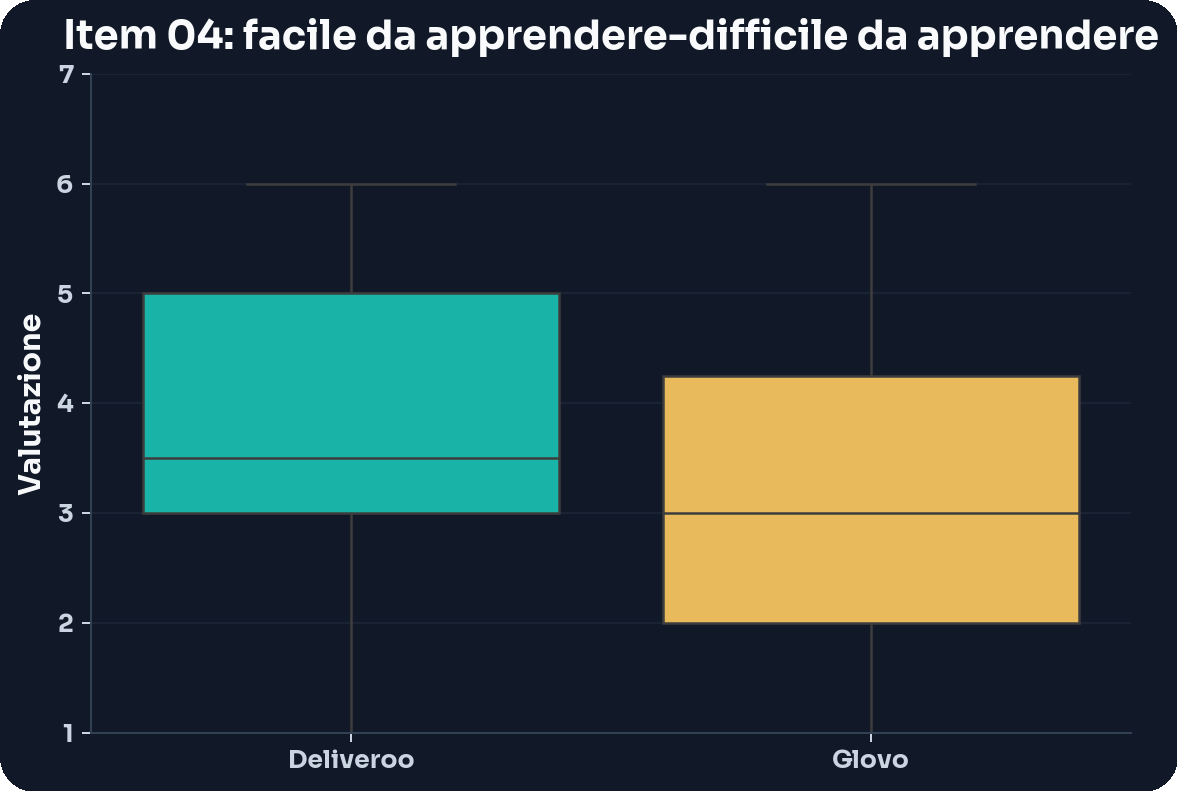 Item 04: facile da apprendere-difficile da apprendere
7
6
5
4
3
2
1
Valutazione
Deliveroo
Glovo